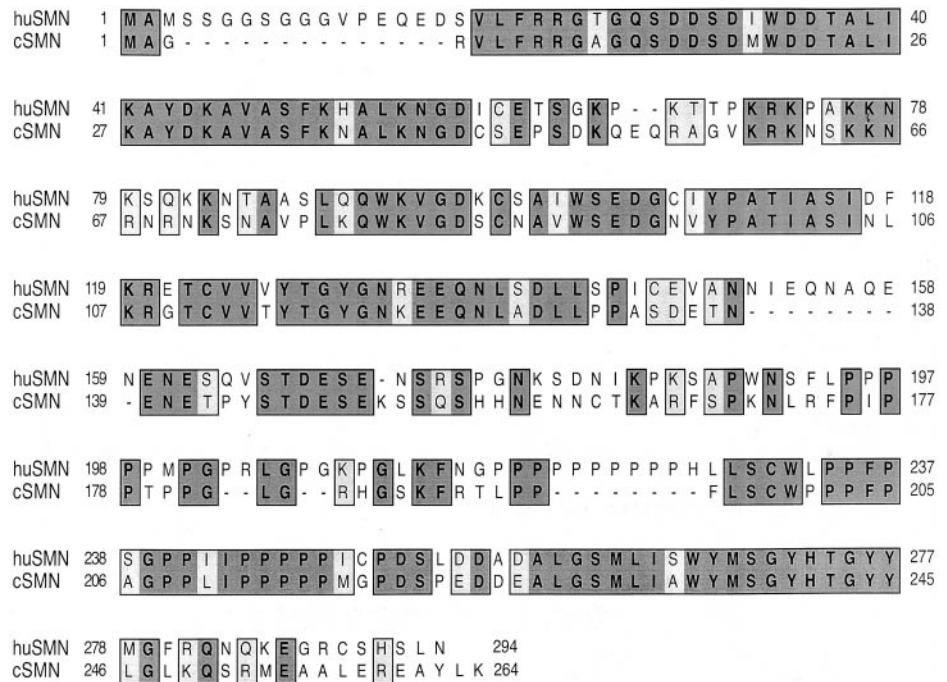 huSMN 1 M A M S S G G S G G G V P E Q E D S V L F R R G T G Q S D D S D I W D D T A L I 40
cSMN 1 M A G - - - - - - - - - - - - - - R V L F R R G A G Q S D D S D M W D D T A L I 26
huSMN 41 K A Y D K A V A S F K H A L K N G D I C E T S G K P - - K T T P K R K P A K K N 78
cSMN 27 K A Y D K A V A S F K N A L K N G D C S E P S D K Q E Q R A G V K R K N S K K N 66
huSMN 79 K S Q K K N T A A S L Q Q W K V G D K C S A I W S E D G C I Y P A T I A S I D F 118
cSMN 67 R N R N K S N A V P L K Q W K V G D S C N A V W S E D G N V Y P A T I A S I N L 106
huSMN 119 K R E T C V V V Y T G Y G N R E E Q N L S D L L S P I C E V A N N I E Q N A Q E 158
cSMN 107 K R G T C V V T Y T G Y G N K E E Q N L A D L L P P A S D E T N - - - - - - - - 138
huSMN 159 N E N E S Q V S T D E S E - N S R S P G N K S D N I K P K S A P W N S F L P P P 197
cSMN 139 - E N E T P Y S T D E S E K S S Q S H H N E N N C T K A R F S P K N L R F P I P 177
huSMN 198 P P M P G P R L G P G K P G L K F N G P P P P P P P P P P H L L S C W L P P F P 237
cSMN 178 P T P P G - - L G - - R H G S K F R T L P P - - - - - - - - F L S C W P P P F P 205
huSMN 238 S G P P I I P P P P P I C P D S L D D A D A L G S M L I S W Y M S G Y H T G Y Y 277
cSMN 206 A G P P L I P P P P P M G P D S P E D D E A L G S M L I A W Y M S G Y H T G Y Y 245
huSMN 278 M G F R Q N Q K E G R C S H S L N 294
cSMN 246 L G L K Q S R M E A A L E R E A Y L K 264